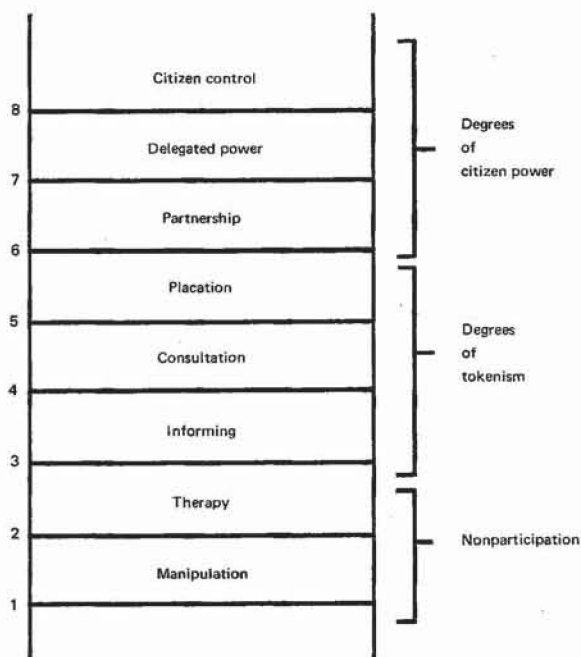 Citizen control
8
Delegated power
7
Partnership
6
Placation
5
Consultation
4
Informing
3
Therapy
2
Manipulation
1
Degrees
of
citizen power
Degrees
of
tokenism
Nonparticipation